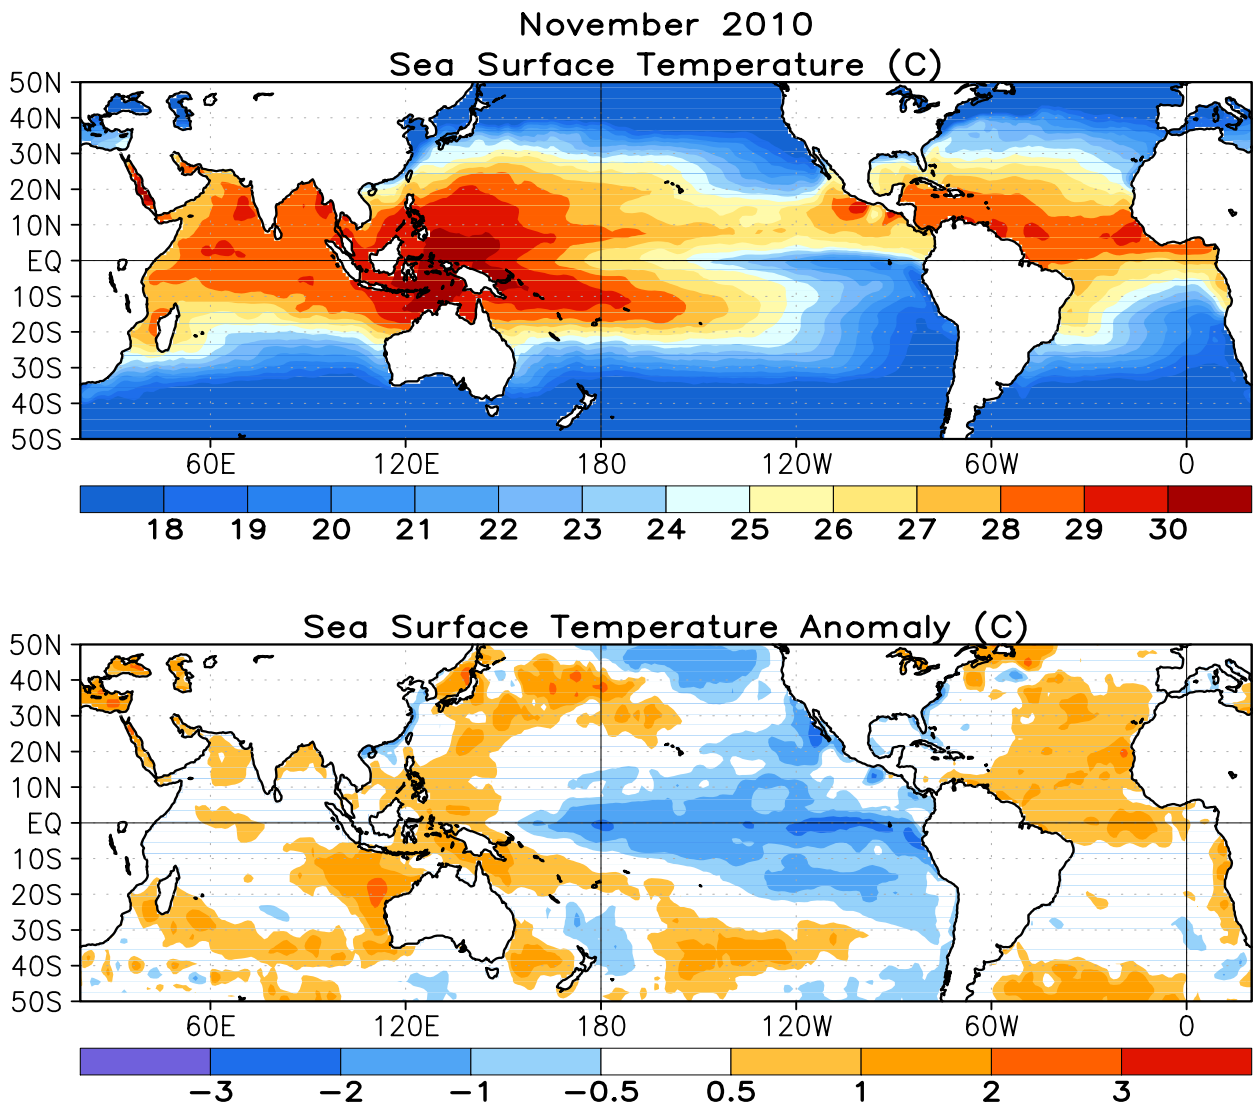 November 2010
Sea Surface Temperature (C)
50N
40N
30N
20N
10N
EQ
10S
20S
30S
40S
50S
60E 120E 180 120W 60W 0
18 19 20 21 22 23 24 25 26 27 28 29 30
Sea Surface Temperature Anomaly (C)
50N
40N
30N
20N
10N
EQ
10S
20S
30S
40S
50S
60E 120E 180 120W 60W 0
−3 −2 −1 −0.5 0.5 1 2 3